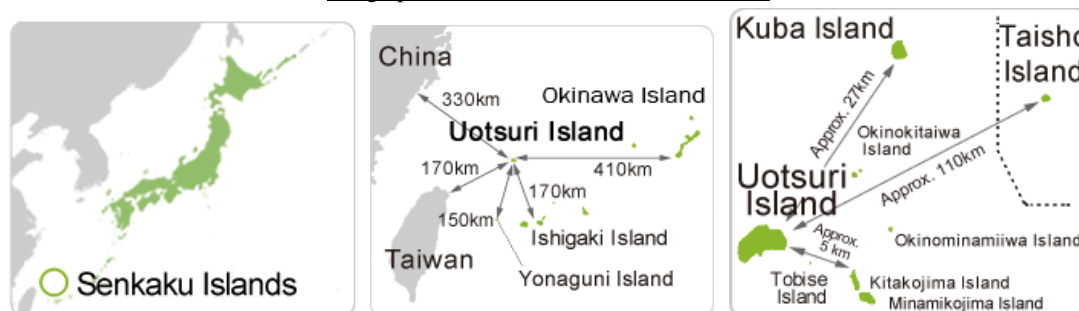 Senkaku Islands
China
330km
Okinawa Island
Uotsuri Island
170km
410km
170km
150km
Ishigaki Island
Taiwan
Yonaguni Island
Kuba Island
Taisho
Island
Approx. 27km
Okinokitaiwa
Island
Approx. 110km
Uotsuri
Island
Approx.
5 km
Okinominamiiwa Island
Tobise
Island
Kitakojima Island
Minamikojima Island